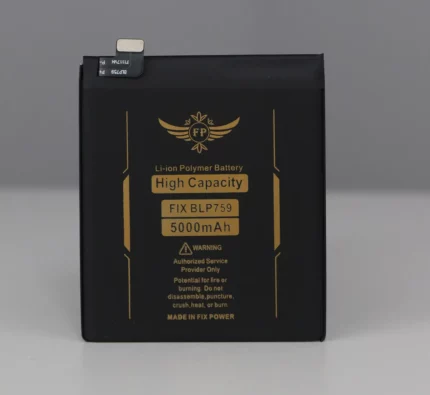 BLP759
FP
Li-ion Polymer Battery
High Capacity
FIX BLP759
5000mAh
WARNING
Authorized Service
Provider Only
Potential for fire or
burning. Do not
disassemble,puncture,
crush,heat, or burn
MADE IN FIX POWER